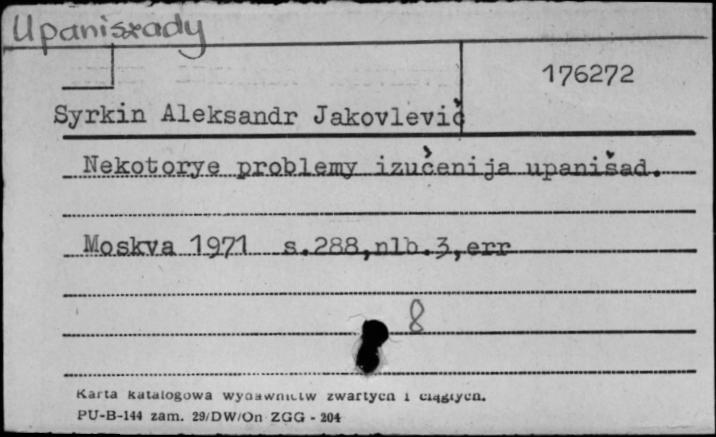 Upaniszady
176272
Syrkin Aleksandr Jakovlevič
Nekotorye problemy izučenija upanišad.
Moskva 1971 s.288,nlb.3,err
8
Karta katalogowa wydawnictw zwartych i ciągłych.
PU-B-144 zam. 29/DW/On ZGG - 204